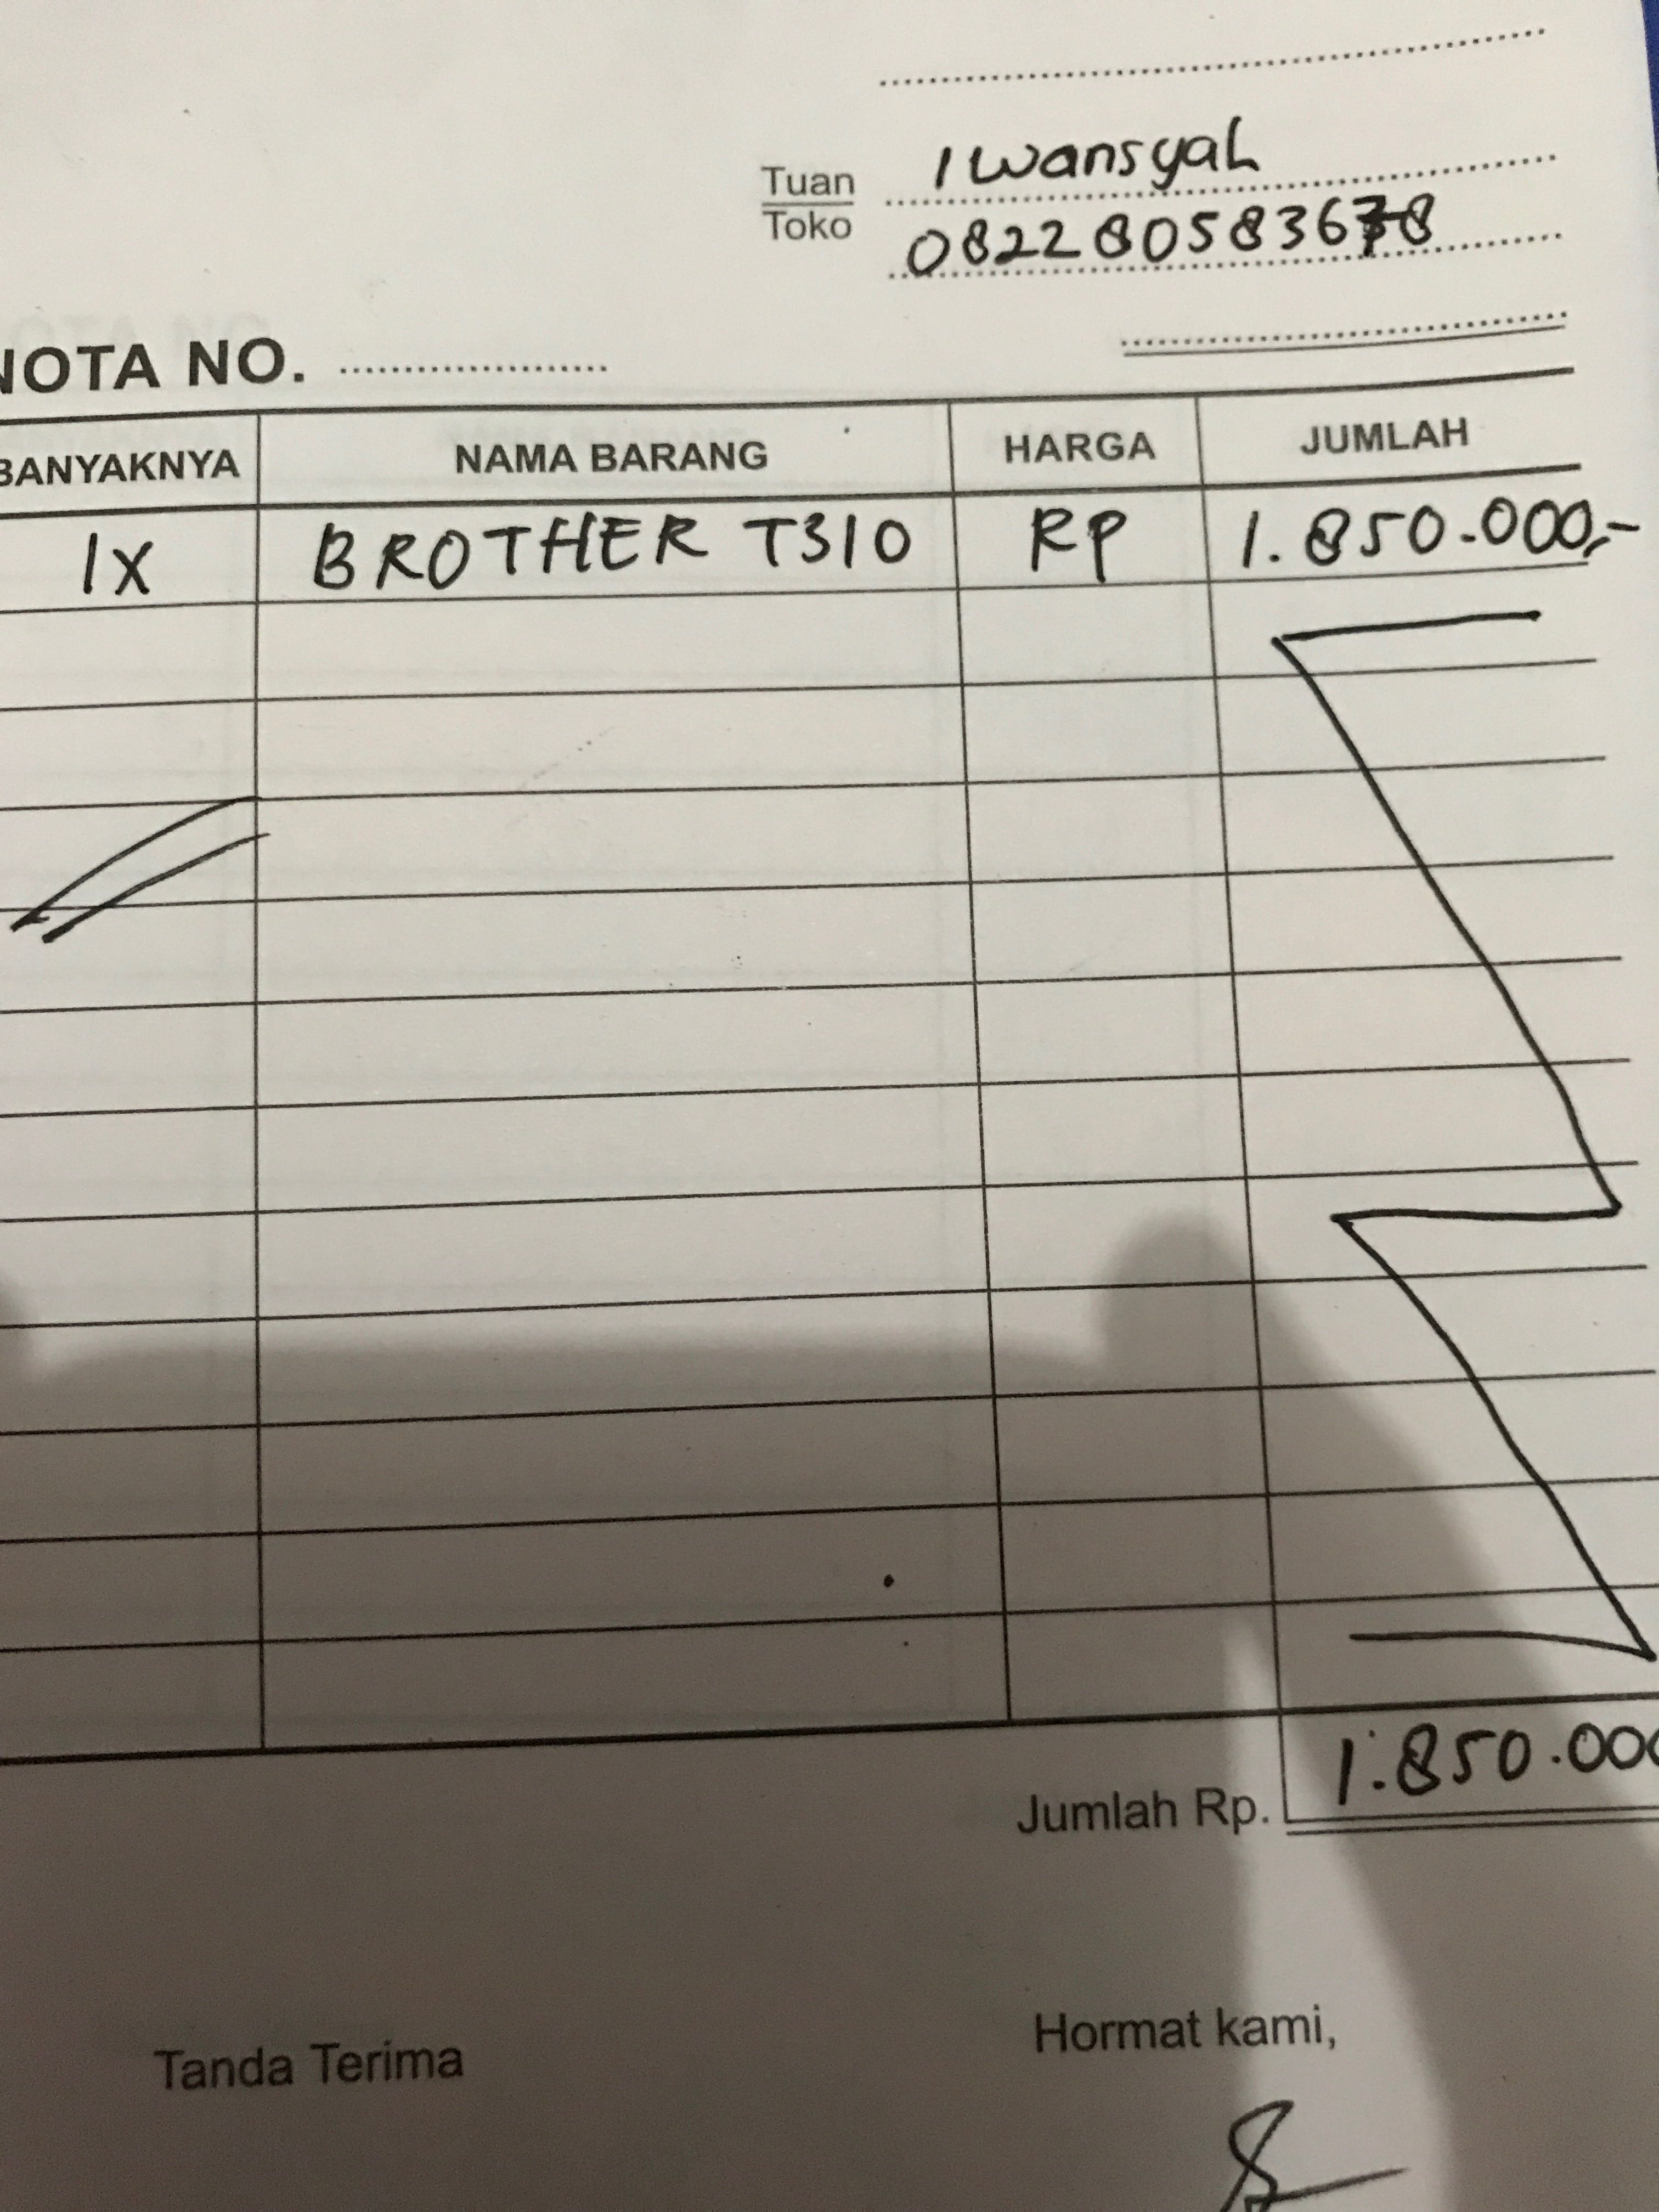 Tuan Iwansyah
Toko 082280583678
NOTA NO.
BANYAKNYA NAMA BARANG HARGA JUMLAH
1X BROTHER T310 RP 1.850.000,-
Jumlah Rp. 1.850.000
Tanda Terima Hormat kami,